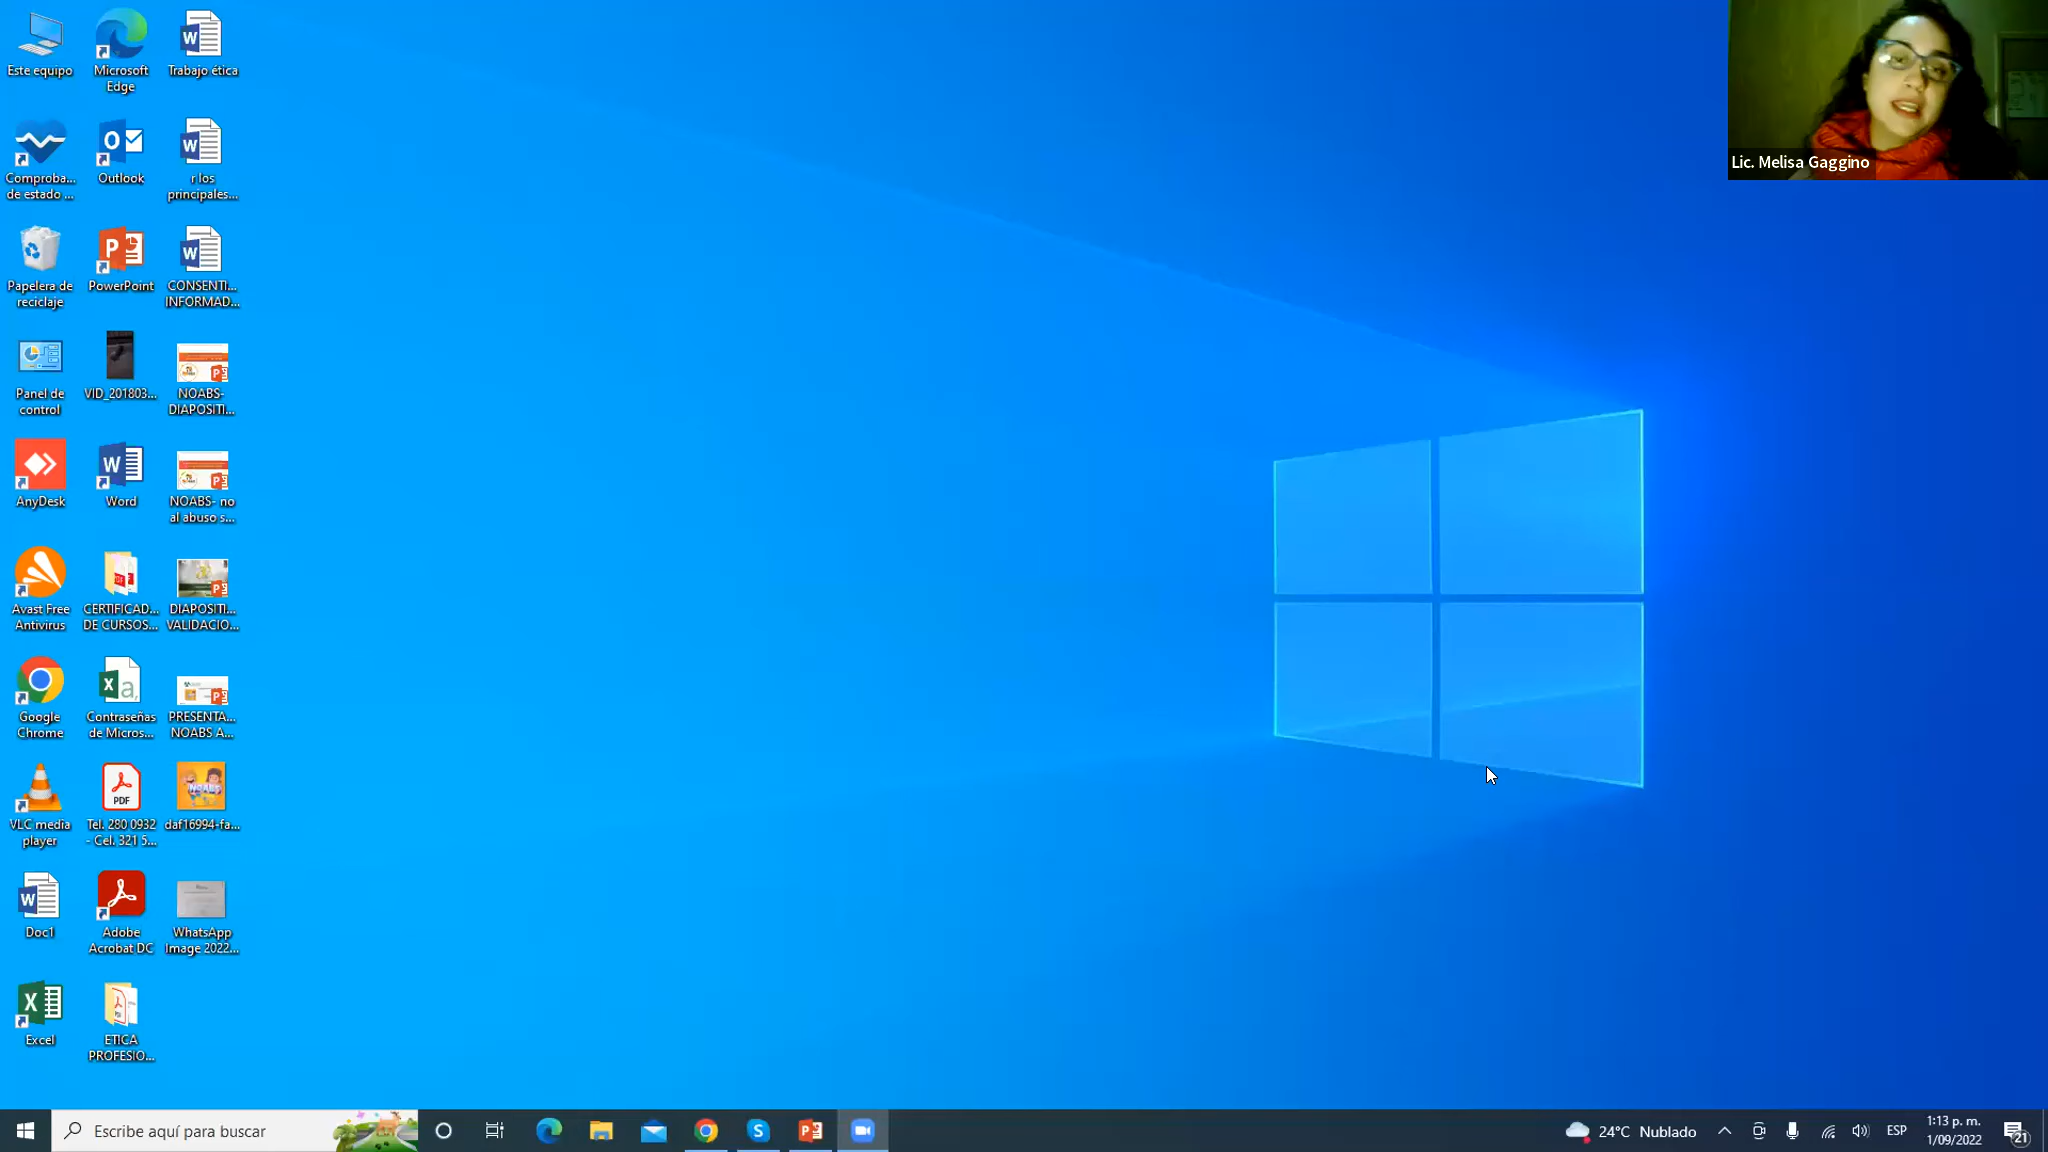 Este equipo
Microsoft
Edge
Trabajo ética
Comproba...
de estado ...
Outlook
r los
principales...
Papelera de
reciclaje
PowerPoint
CONSENTI...
INFORMAD...
Panel de
control
VID_201803...
NOABS-
DIAPOSITI...
AnyDesk
Word
NOABS- no
al abuso s...
Avast Free
Antivirus
CERTIFICAD...
DE CURSOS...
DIAPOSITI...
VALIDACIO...
Google
Chrome
Contraseñas
de Micros...
PRESENTA...
NOABS A...
VLC media
player
PDF
Tel. 280 0932
- Cel. 321 5...
NOABS
daf16994-fa...
Doc1
Adobe
Acrobat DC
WhatsApp
Image 2022...
Excel
ETICA
PROFESIO...
Lic. Melisa Gaggino
Escribe aquí para buscar
24°C Nublado
ESP
1:13 p. m.
1/09/2022
21